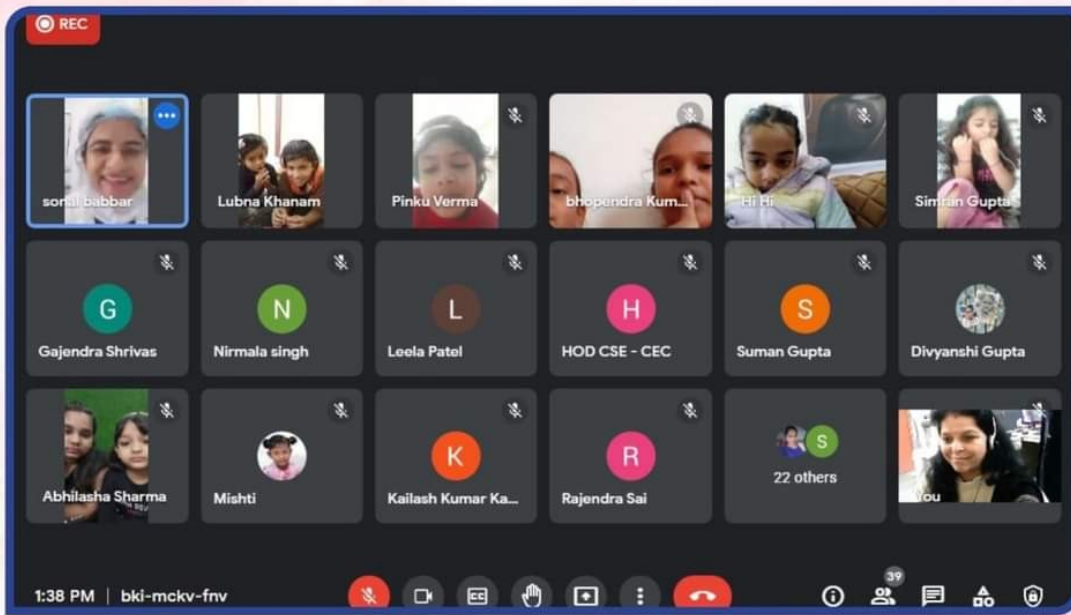 REC
sonal babbar
Lubna Khanam
Pinku Verma
bhopendra Kum...
Hi Hi
Simran Gupta
G
N
L
H
S
Gajendra Shrivas
Nirmala singh
Leela Patel
HOD CSE - CEC
Suman Gupta
Divyanshi Gupta
K
R
S
22 others
Abhilasha Sharma
Mishti
Kailash Kumar Ka...
Rajendra Sai
You
1:38 PM | bki-mckv-fnv
CC
39